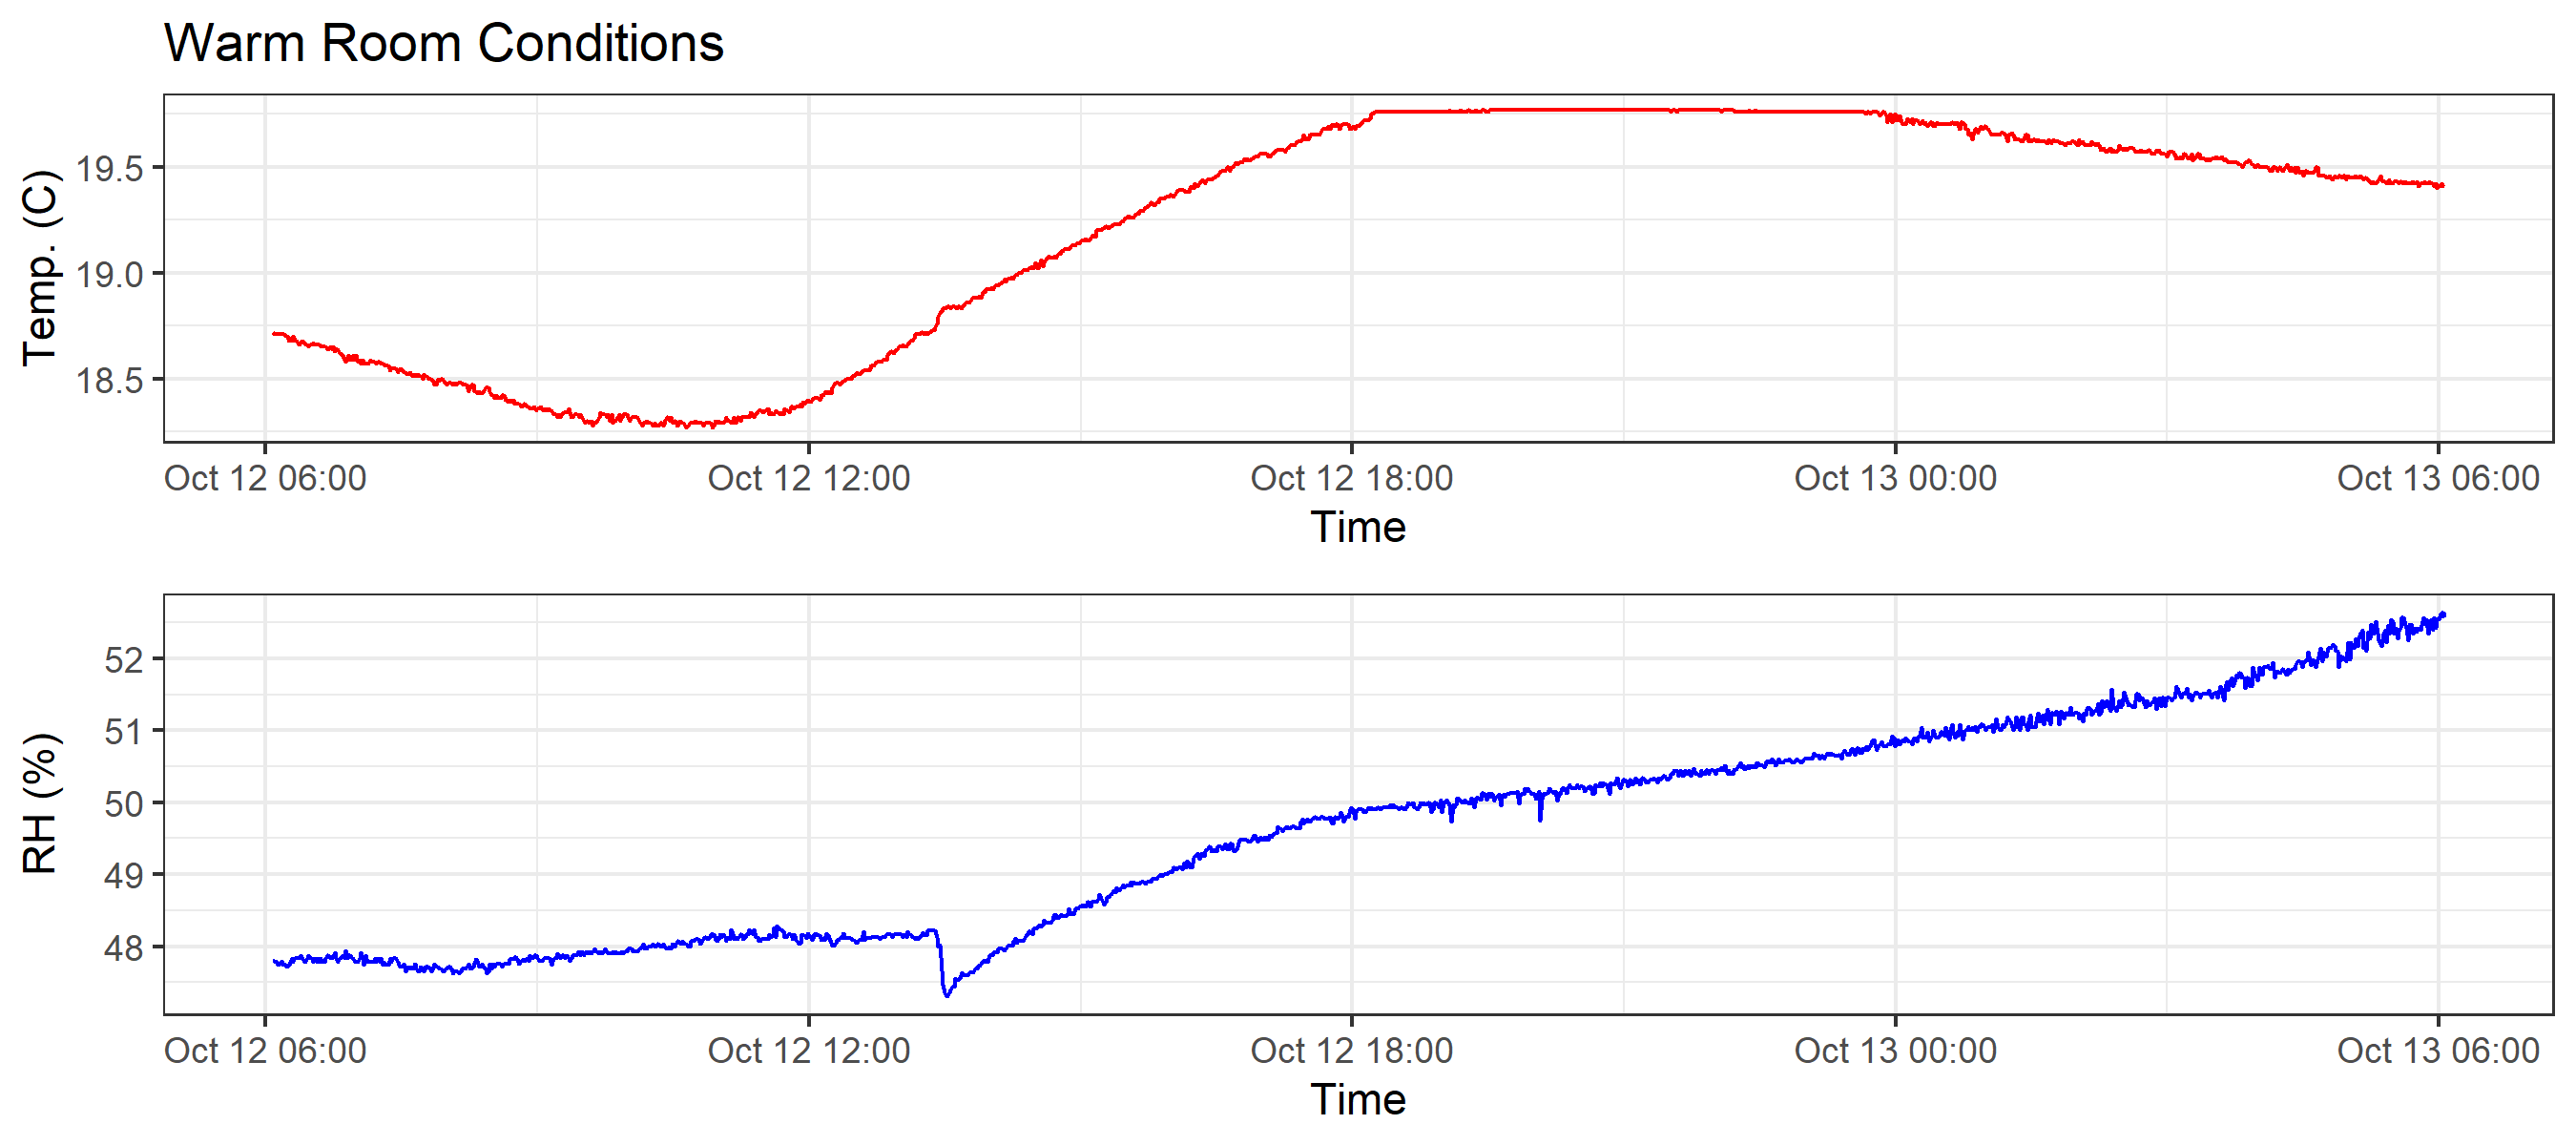 Warm Room Conditions
Temp. (C)
19.5
19.0
18.5
Oct 12 06:00 Oct 12 12:00 Oct 12 18:00 Oct 13 00:00 Oct 13 06:00
Time
RH (%)
52
51
50
49
48
Oct 12 06:00 Oct 12 12:00 Oct 12 18:00 Oct 13 00:00 Oct 13 06:00
Time